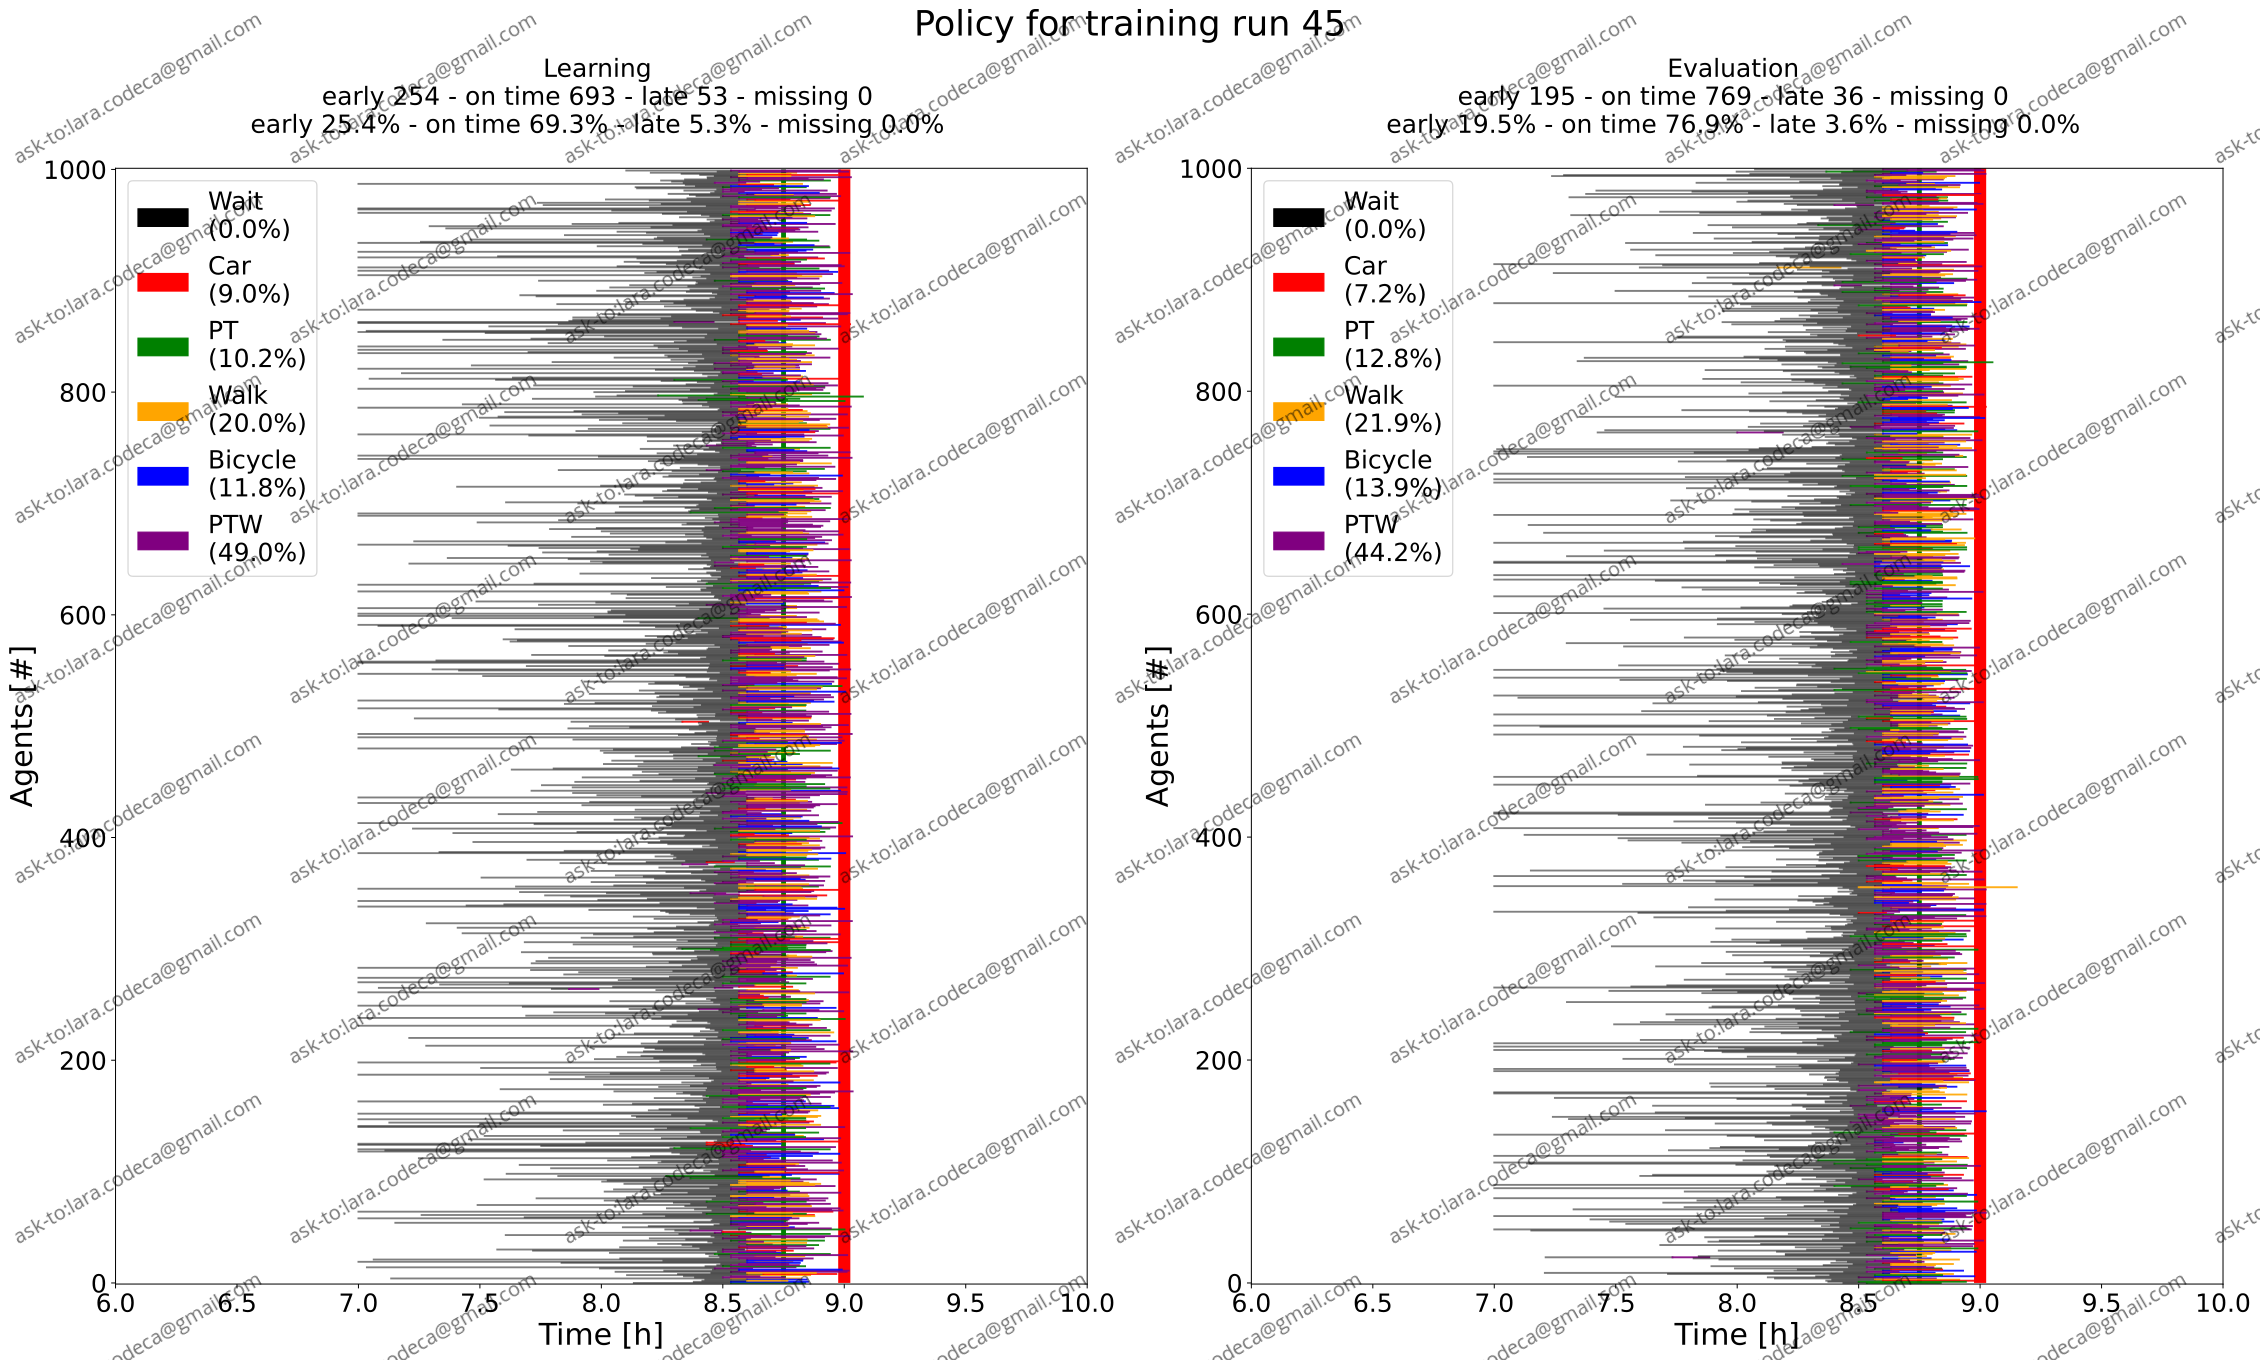 Policy for training run 45
Learning
early 254 - on time 693 - late 53 - missing 0
early 25.4% - on time 69.3% - late 5.3% - missing 0.0%
Evaluation
early 195 - on time 769 - late 36 - missing 0
early 19.5% - on time 76.9% - late 3.6% - missing 0.0%
Agents [#]
1000
800
600
400
200
0
Wait
(0.0%)
Car
(9.0%)
PT
(10.2%)
Walk
(20.0%)
Bicycle
(11.8%)
PTW
(49.0%)
6.0 6.5 7.0 7.5 8.0 8.5 9.0 9.5 10.0
Time [h]
Agents [#]
1000
800
600
400
200
0
Wait
(0.0%)
Car
(7.2%)
PT
(12.8%)
Walk
(21.9%)
Bicycle
(13.9%)
PTW
(44.2%)
6.0 6.5 7.0 7.5 8.0 8.5 9.0 9.5 10.0
Time [h]
ask-to:lara.codeca@gmail.com